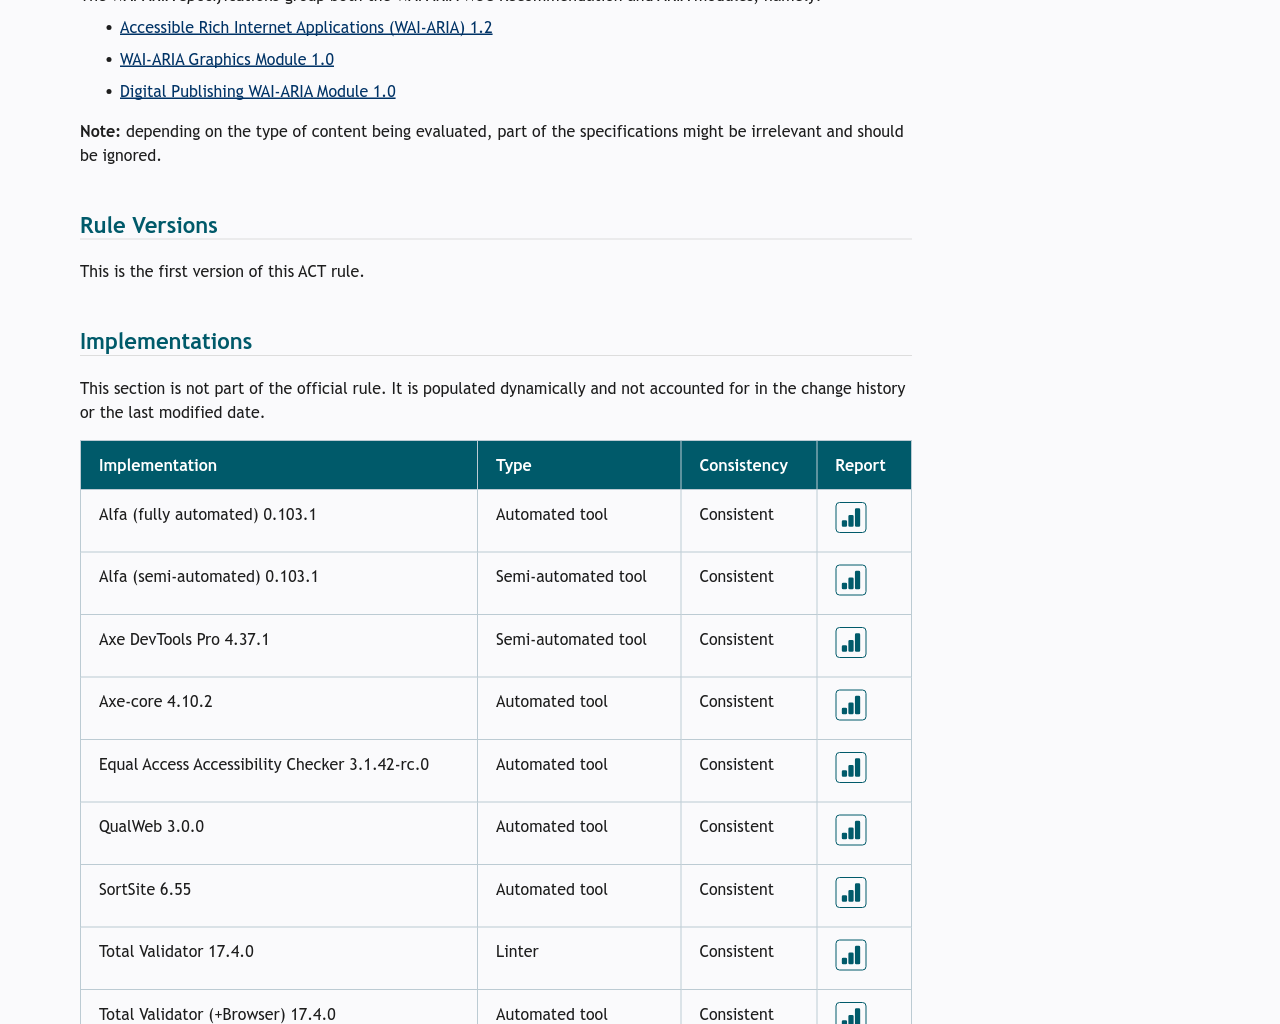 Accessible Rich Internet Applications (WAI-ARIA) 1.2
WAI-ARIA Graphics Module 1.0
Digital Publishing WAI-ARIA Module 1.0
Note: depending on the type of content being evaluated, part of the specifications might be irrelevant and should
be ignored.
Rule Versions
This is the first version of this ACT rule.
Implementations
This section is not part of the official rule. It is populated dynamically and not accounted for in the change history
or the last modified date.
Implementation Type Consistency Report
Alfa (fully automated) 0.103.1 Automated tool Consistent
Alfa (semi-automated) 0.103.1 Semi-automated tool Consistent
Axe DevTools Pro 4.37.1 Semi-automated tool Consistent
Axe-core 4.10.2 Automated tool Consistent
Equal Access Accessibility Checker 3.1.42-rc.0 Automated tool Consistent
QualWeb 3.0.0 Automated tool Consistent
SortSite 6.55 Automated tool Consistent
Total Validator 17.4.0 Linter Consistent
Total Validator (+Browser) 17.4.0 Automated tool Consistent